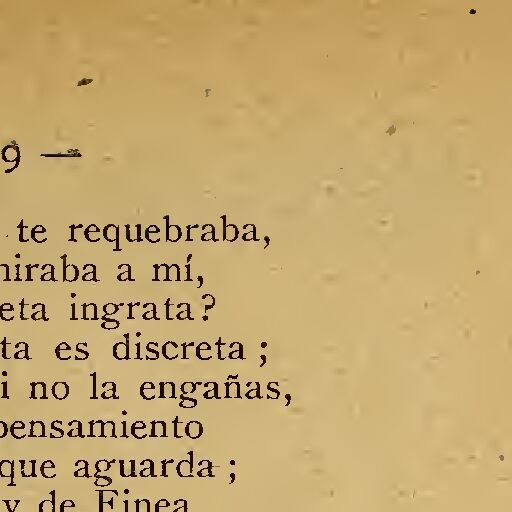 9 —
te requebraba,
miraba a mí,
eta ingrata?
ta es discreta ;
i no la engañas,
pensamiento
que aguarda ;
y de Finea